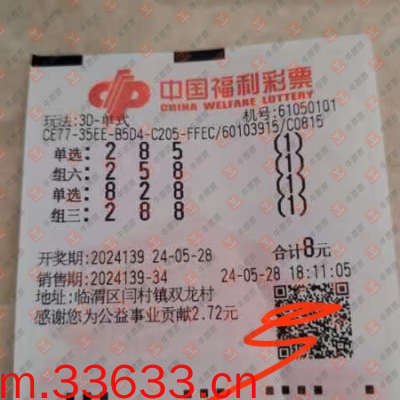 中国福利彩票
CHINA WELFARE LOTTERY
玩法:3D-单式 机号:61050101
CE77-35EE-B5D4-C205-FFEC/60103915/C0815
单选: 2 8 5 (1)
组六: 2 5 8 (1)
单选: 8 2 8 (1)
组三: 2 8 8 (1)
开奖期:2024139 24-05-28 合计8元
销售期:2024139-34 24-05-28 18:11:05
地址:临渭区闫村镇双龙村
感谢您为公益事业贡献2.72元
m.33633.cn